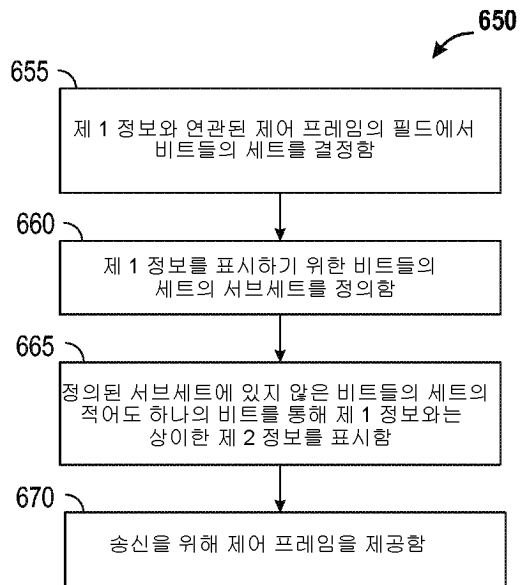 650
655
제 1 정보와 연관된 제어 프레임의 필드에서
비트들의 세트를 결정함
660
제 1 정보를 표시하기 위한 비트들의
세트의 서브세트를 정의함
665
정의된 서브세트에 있지 않은 비트들의 세트의
적어도 하나의 비트를 통해 제 1 정보와는
상이한 제 2 정보를 표시함
670
송신을 위해 제어 프레임을 제공함